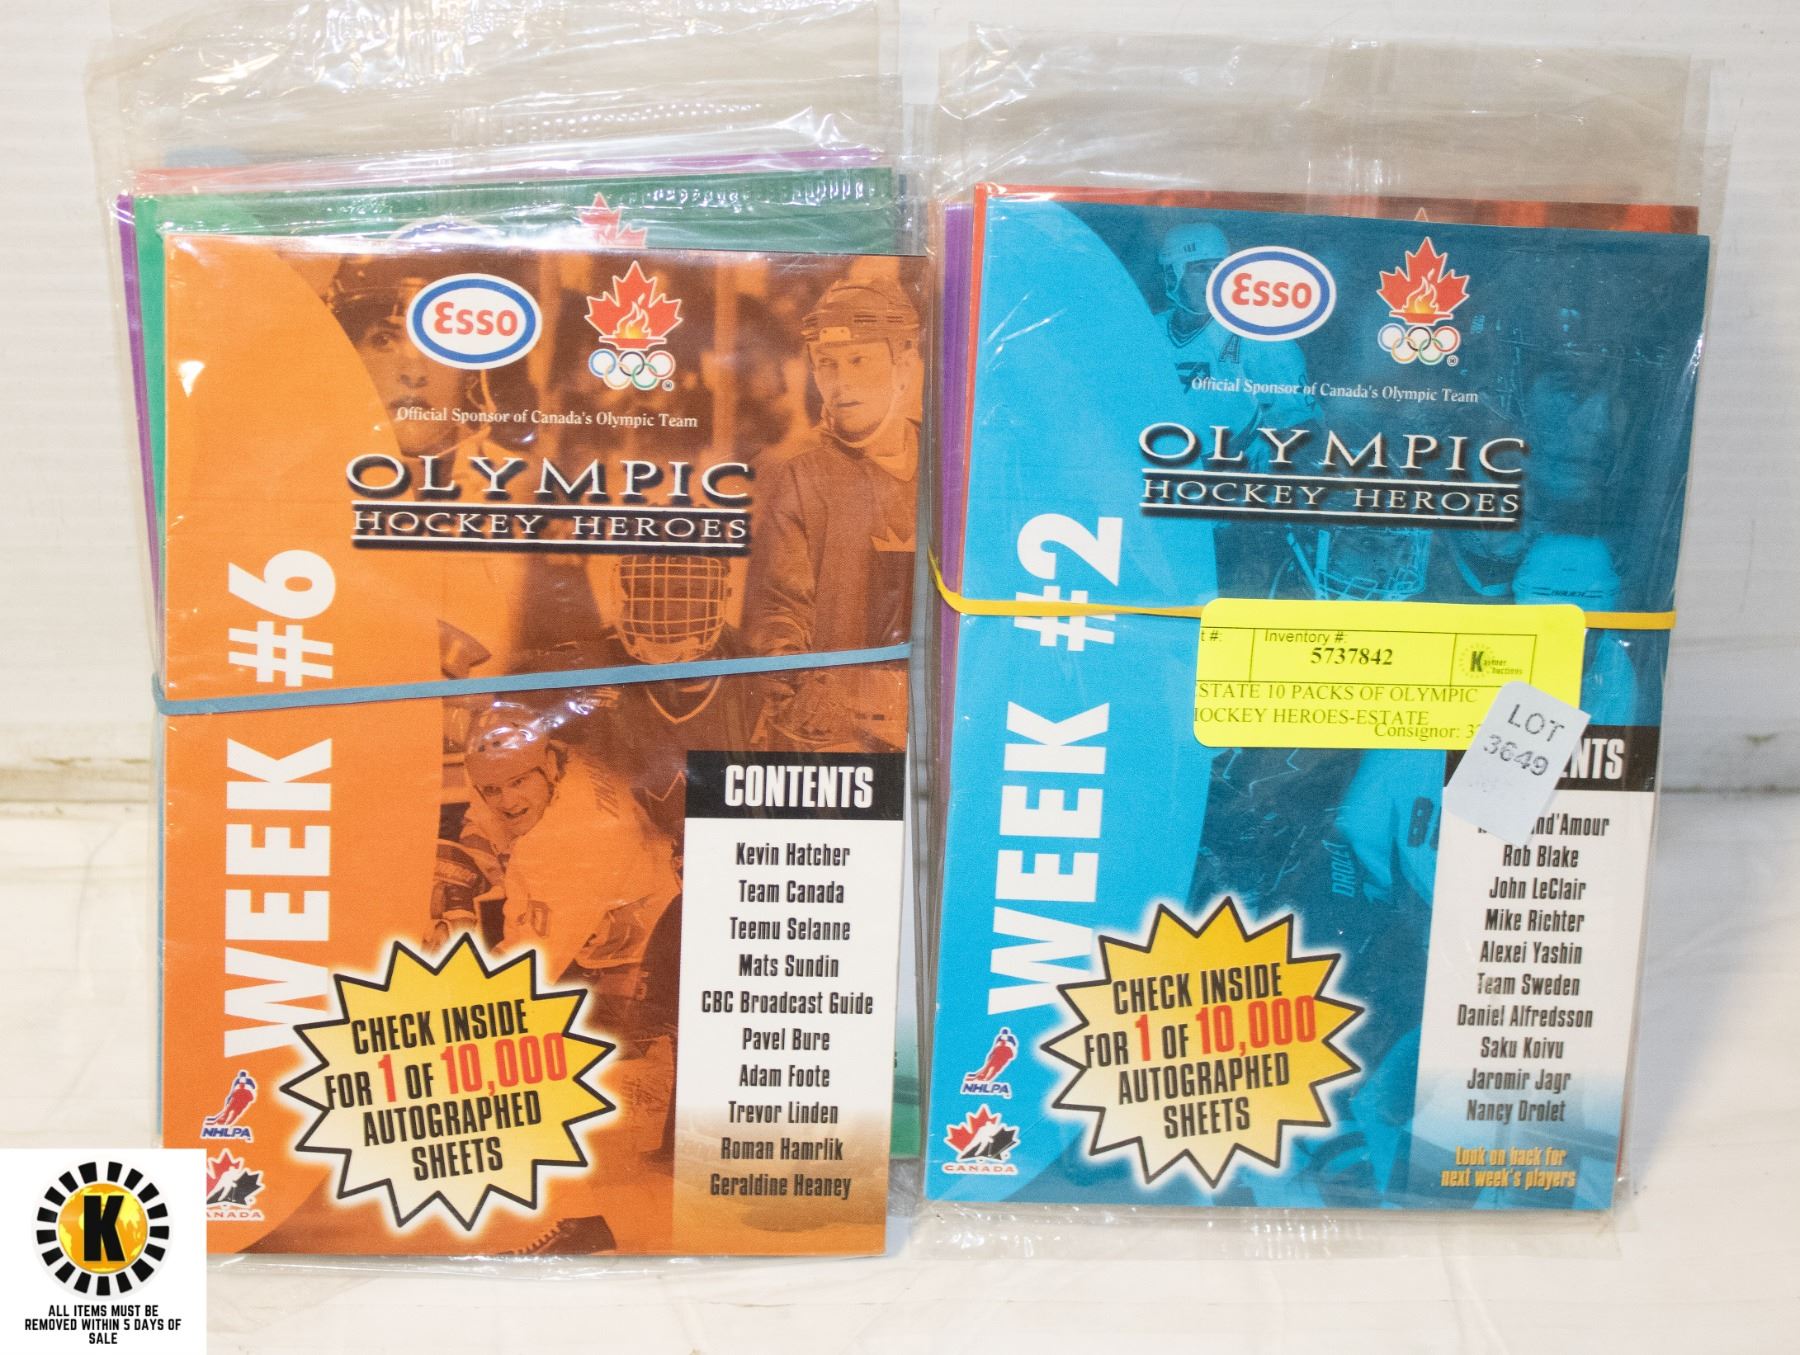 Esso
Official Sponsor of Canada's Olympic Team
OLYMPIC
HOCKEY HEROES
WEEK #6
CONTENTS
Kevin Hatcher
Team Canada
Teemu Selanne
Mats Sundin
CBC Broadcast Guide
Pavel Bure
Adam Foote
Trevor Linden
Roman Hamrlik
Geraldine Heaney
CHECK INSIDE
FOR 1 OF 10,000
AUTOGRAPHED
SHEETS
NHLPA
Esso
Official Sponsor of Canada's Olympic Team
OLYMPIC
HOCKEY HEROES
WEEK #2
Inventory #:
5737842
10 PACKS OF OLYMPIC
HEROES-ESTATE
Consignor:
LOT
3649
Rob Blake
John LeClair
Mike Richter
Alexei Yashin
Team Sweden
Daniel Alfredsson
Saku Koivu
Jaromir Jagr
Nancy Drolet
Look on back for
next week's players
CHECK INSIDE
FOR 1 OF 10,000
AUTOGRAPHED
SHEETS
NHLPA
CANADA
K
ALL ITEMS MUST BE
REMOVED WITHIN 5 DAYS OF
SALE